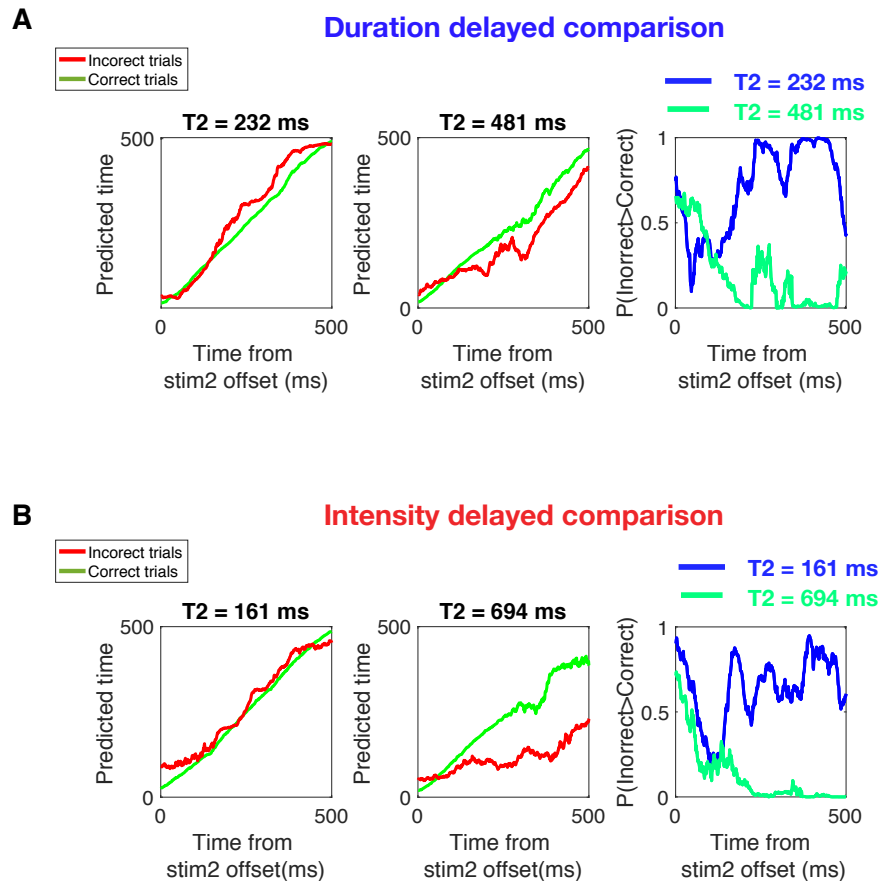 A
Duration delayed comparison
Incorect trials
Correct trials
T2 = 232 ms
T2 = 481 ms
T2 = 232 ms
T2 = 481 ms
500
0
Predicted time
0
500
Time from
stim2 offset (ms)
500
0
Predicted time
0
500
Time from
stim2 offset (ms)
1
0.5
0
P(Inorrect>Correct)
0
500
Time from
stim2 offset (ms)
B
Intensity delayed comparison
Incorect trials
Correct trials
T2 = 161 ms
T2 = 694 ms
T2 = 161 ms
T2 = 694 ms
500
0
Predicted time
0
500
Time from
stim2 offset(ms)
500
0
Predicted time
0
500
Time from
stim2 offset(ms)
1
0.5
0
P(Inorrect>Correct)
0
500
Time from
stim2 offset (ms)